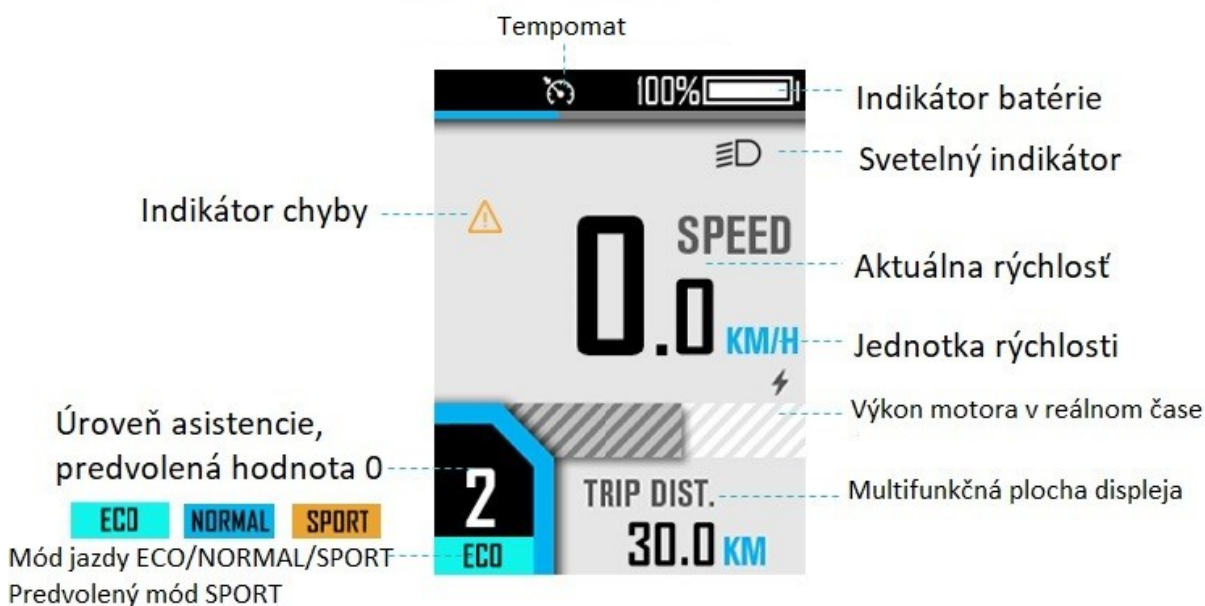 Tempomat
100%
Indikátor batérie
Svetelný indikátor
Indikátor chyby
SPEED
Aktuálna rýchlosť
0.0 KM/H
Jednotka rýchlosti
Výkon motora v reálnom čase
Úroveň asistencie,
predvolená hodnota 0
2
TRIP DIST.
Multifunkčná plocha displeja
ECO NORMAL SPORT
ECO
30.0 KM
Mód jazdy ECO/NORMAL/SPORT
Predvolený mód SPORT